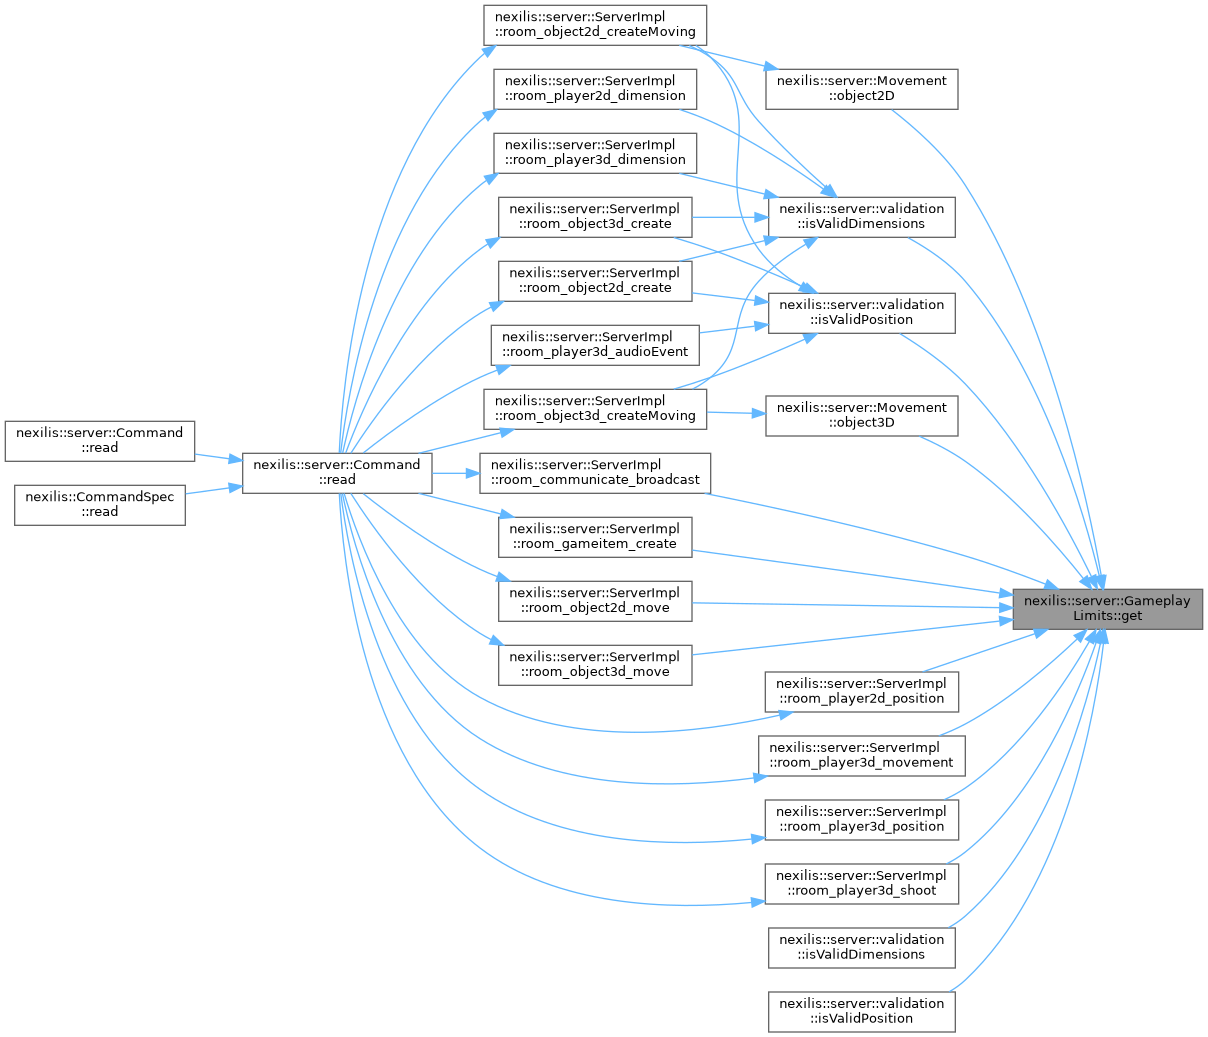 nexilis::server::ServerImpl
::room_object2d_createMoving
nexilis::server::Movement
::object2D
nexilis::server::ServerImpl
::room_player2d_dimension
nexilis::server::ServerImpl
::room_player3d_dimension
nexilis::server::validation
::isValidDimensions
nexilis::server::ServerImpl
::room_object3d_create
nexilis::server::ServerImpl
::room_object2d_create
nexilis::server::validation
::isValidPosition
nexilis::server::ServerImpl
::room_player3d_audioEvent
nexilis::server::ServerImpl
::room_object3d_createMoving
nexilis::server::Movement
::object3D
nexilis::server::Command
::read
nexilis::CommandSpec
::read
nexilis::server::Command
::read
nexilis::server::ServerImpl
::room_communicate_broadcast
nexilis::server::ServerImpl
::room_gameitem_create
nexilis::server::ServerImpl
::room_object2d_move
nexilis::server::Gameplay
Limits::get
nexilis::server::ServerImpl
::room_object3d_move
nexilis::server::ServerImpl
::room_player2d_position
nexilis::server::ServerImpl
::room_player3d_movement
nexilis::server::ServerImpl
::room_player3d_position
nexilis::server::ServerImpl
::room_player3d_shoot
nexilis::server::validation
::isValidDimensions
nexilis::server::validation
::isValidPosition